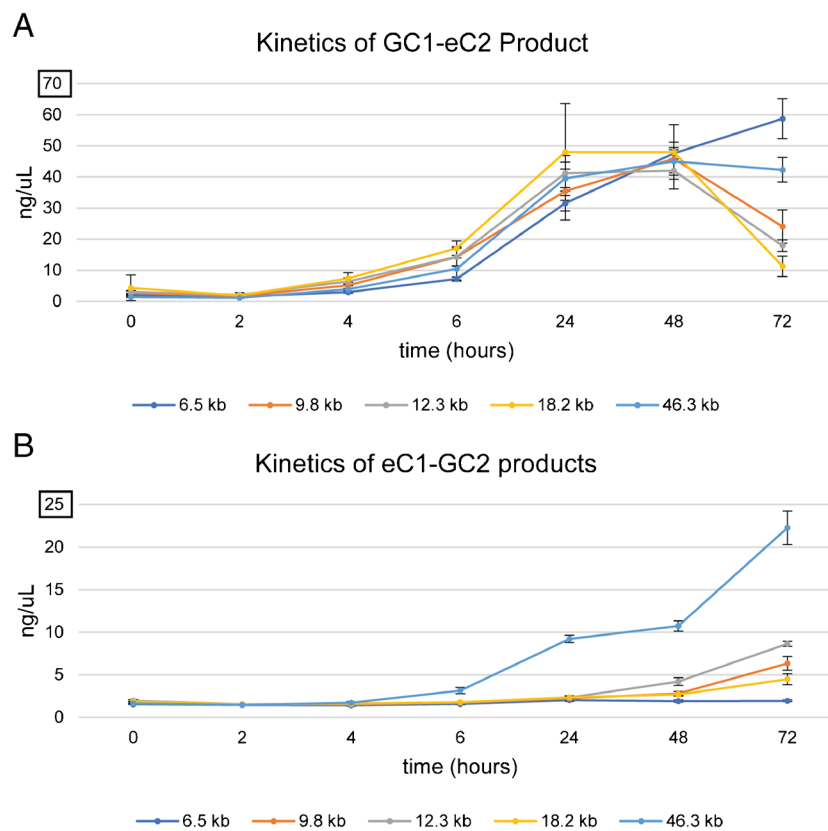 A
Kinetics of GC1-eC2 Product
70
60
50
40
30
20
10
0
ng/uL
0 2 4 6 24 48 72
time (hours)
6.5 kb 9.8 kb 12.3 kb 18.2 kb 46.3 kb
B
Kinetics of eC1-GC2 products
25
20
15
10
5
0
ng/uL
0 2 4 6 24 48 72
time (hours)
6.5 kb 9.8 kb 12.3 kb 18.2 kb 46.3 kb